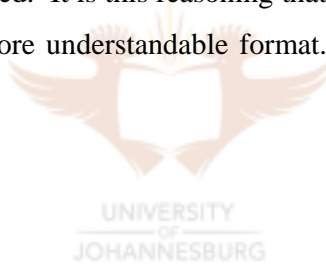 ed. It is this reasoning that
ore understandable format.
UNIVERSITY
OF
JOHANNESBURG